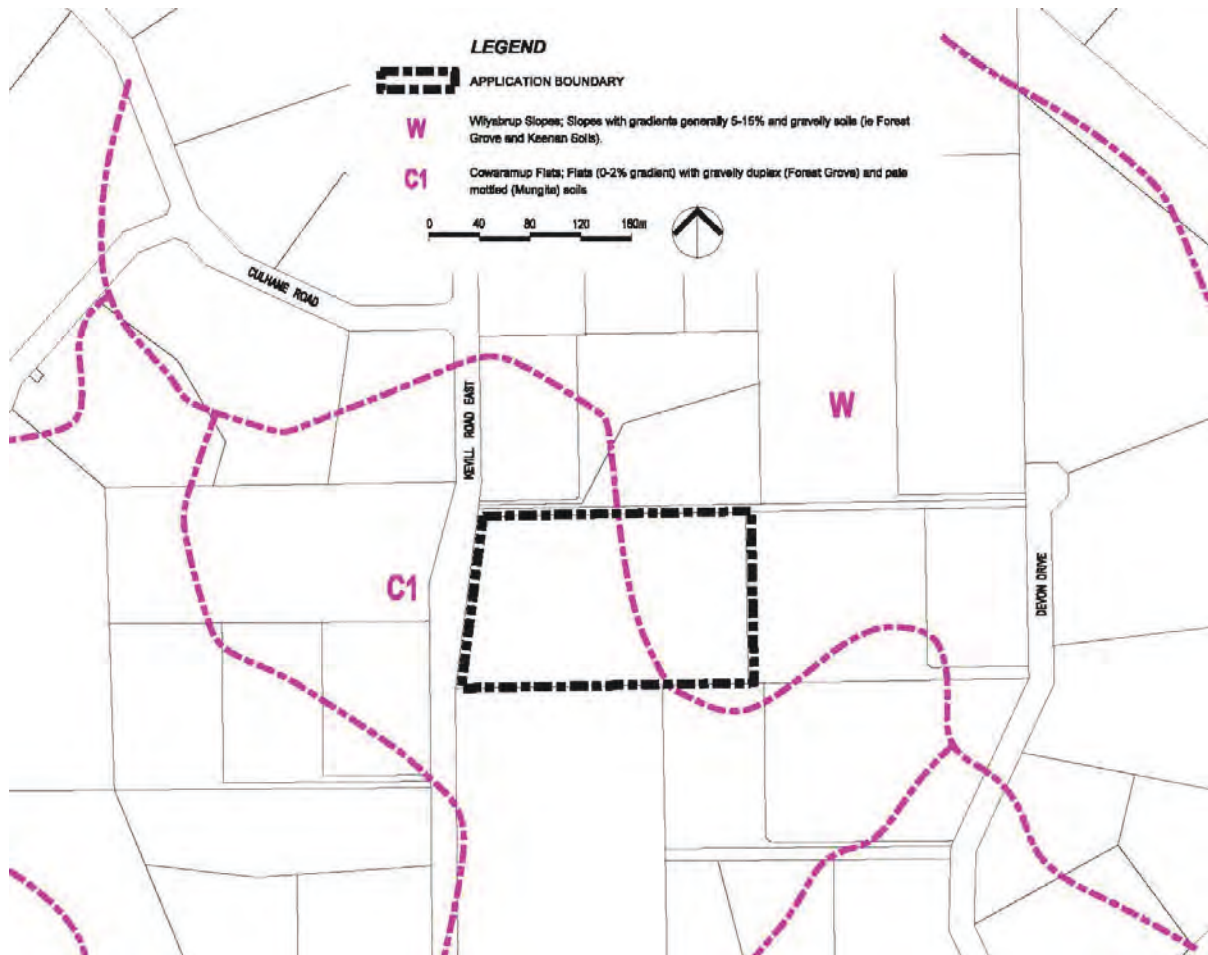 LEGEND
APPLICATION BOUNDARY
W
Wilyabrup Slopes; Slopes with gradients generally 5-15% and gravelly soils (ie Forest
Grove and Keenan Soils).
C1
Cowaramup Flats; Flats (0-2% gradient) with gravelly duplex (Forest Grove) and pale
mottled (Mungite) soils
0 40 80 120 160m
CULHANE ROAD
KEVILL ROAD EAST
W
C1
DEVON DRIVE